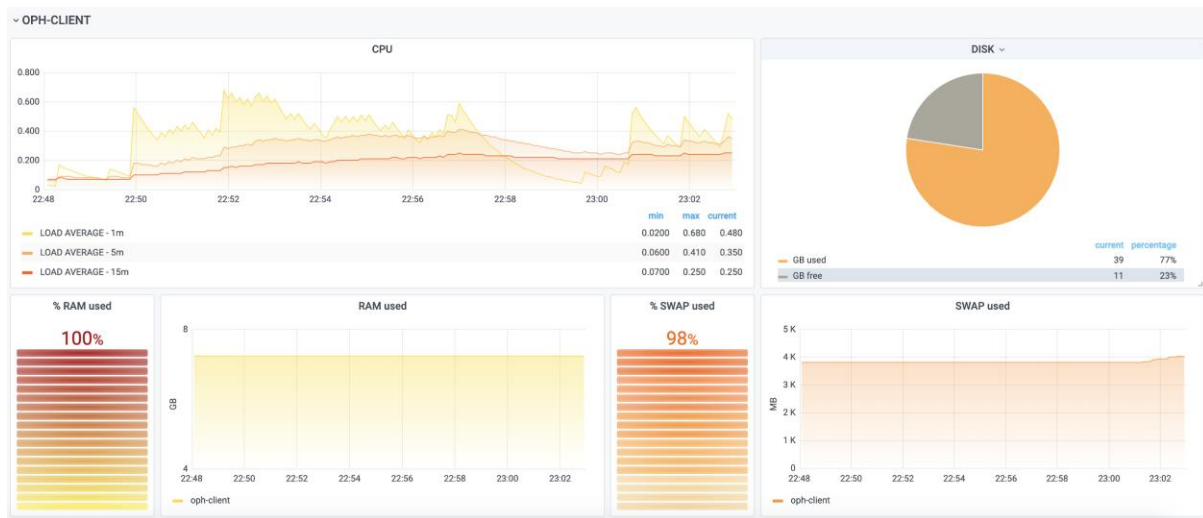 OPH-CLIENT
CPU
0.800
0.600
0.400
0.200
0
22:48 22:50 22:52 22:54 22:56 22:58 23:00 23:02
min max current
LOAD AVERAGE - 1m 0.0200 0.680 0.480
LOAD AVERAGE - 5m 0.0600 0.410 0.350
LOAD AVERAGE - 15m 0.0700 0.250 0.250
DISK
current percentage
GB used 39 77%
GB free 11 23%
% RAM used
100%
RAM used
8
GB
4
22:48 22:50 22:52 22:54 22:56 22:58 23:00 23:02
oph-client
% SWAP used
98%
SWAP used
5 K
4 K
3 K
2 K
1 K
0
MB
22:48 22:50 22:52 22:54 22:56 22:58 23:00 23:02
oph-client